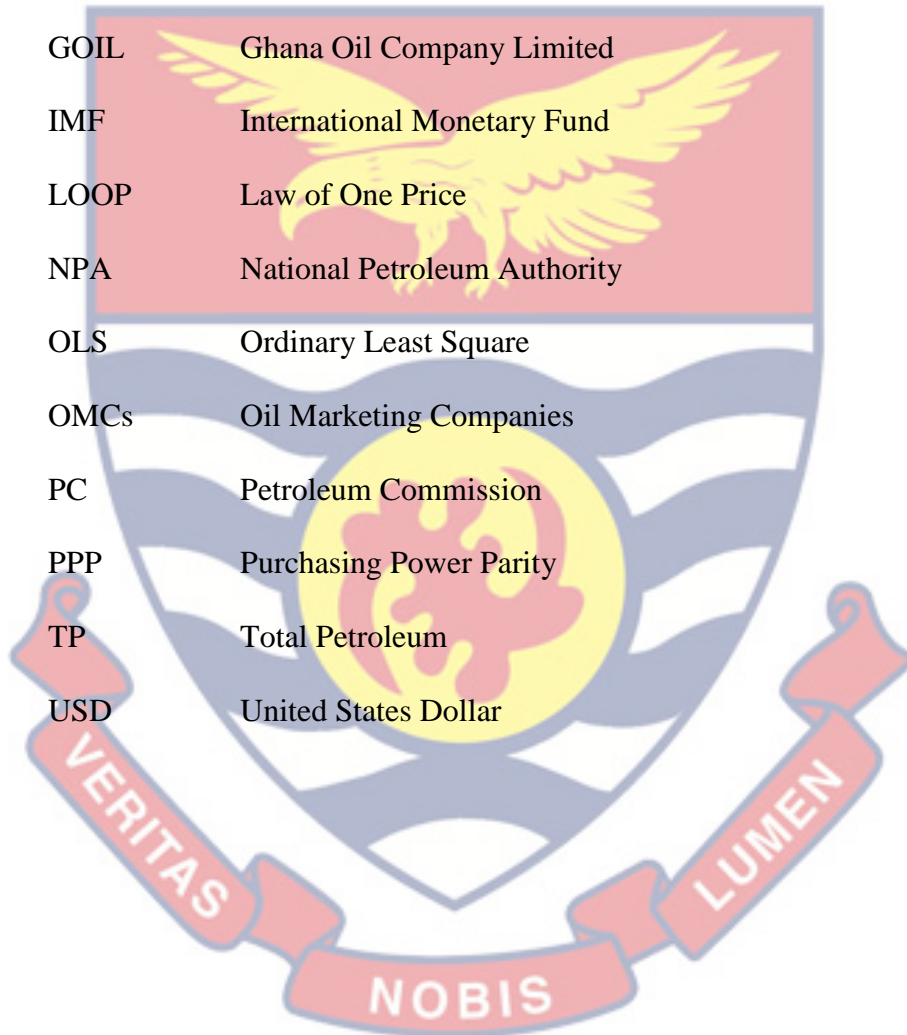 GOIL Ghana Oil Company Limited
IMF International Monetary Fund
LOOP Law of One Price
NPA National Petroleum Authority
OLS Ordinary Least Square
OMCs Oil Marketing Companies
PC Petroleum Commission
PPP Purchasing Power Parity
TP Total Petroleum
USD United States Dollar
VERITAS
NOBIS
LUMEN